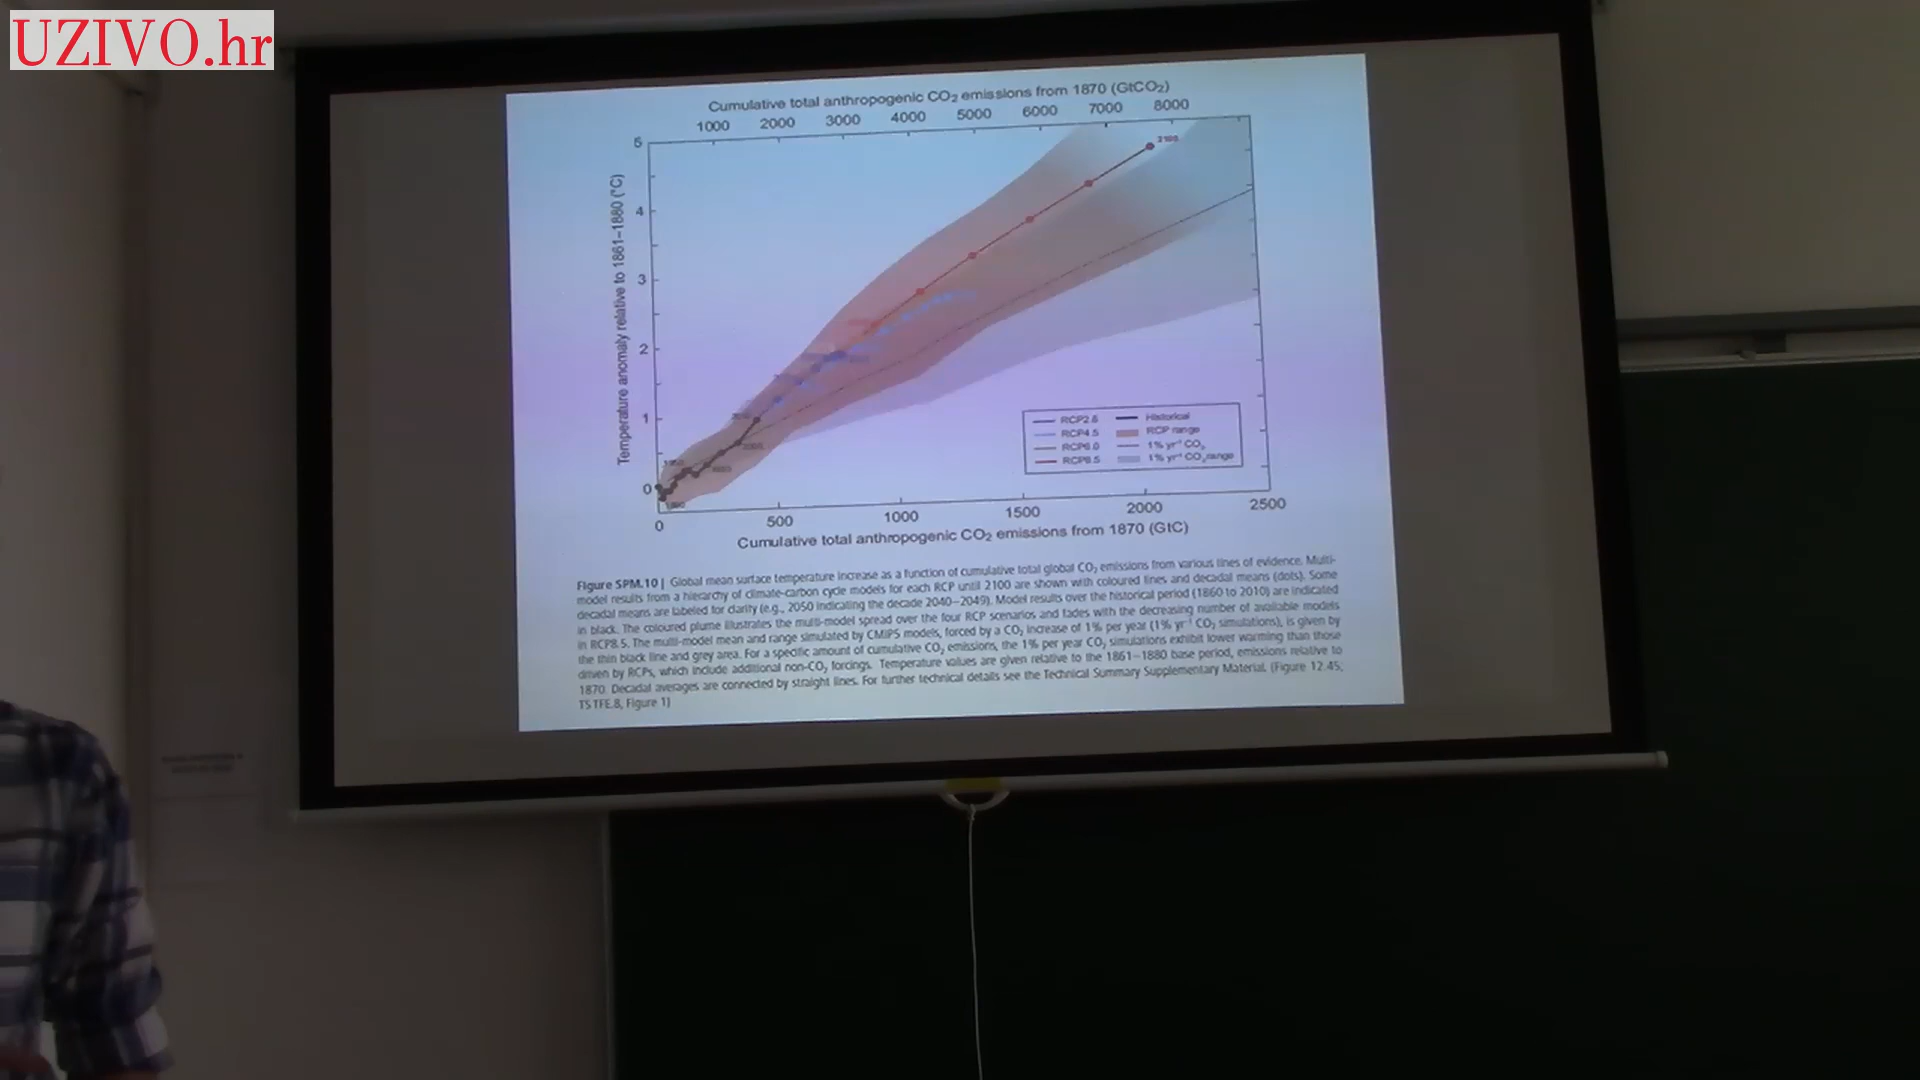 UZIVO.hr
Cumulative total anthropogenic CO2 emissions from 1870 (GtCO2)
1000 2000 3000 4000 5000 6000 7000 8000
Temperature anomaly relative to 1861–1880 (°C)
5
4
3
2
1
0
2100
RCP2.6 Historical
RCP4.5 RCP range
RCP6.0 1% yr⁻¹ CO2
RCP8.5 1% yr⁻¹ CO2 range
0 500 1000 1500 2000 2500
Cumulative total anthropogenic CO2 emissions from 1870 (GtC)
Figure SPM.10 | Global mean surface temperature increase as a function of cumulative total global CO2 emissions from various lines of evidence. Multi-
model results from a hierarchy of climate-carbon cycle models for each RCP until 2100 are shown with coloured lines and decadal means (dots). Some
decadal means are labeled for clarity (e.g., 2050 indicating the decade 2040–2049). Model results over the historical period (1860 to 2010) are indicated
in black. The coloured plume illustrates the multi-model spread over the four RCP scenarios and fades with the decreasing number of available models
in RCP8.5. The multi-model mean and range simulated by CMIP5 models, forced by a CO2 increase of 1% per year (1% yr⁻¹ CO2 simulations), is given by
the thin black line and grey area. For a specific amount of cumulative CO2 emissions, the 1% per year CO2 simulations exhibit lower warming than those
driven by RCPs, which include additional non-CO2 forcings. Temperature values are given relative to the 1861–1880 base period, emissions relative to
1870. Decadal averages are connected by straight lines. For further technical details see the Technical Summary Supplementary Material. {Figure 12.45;
TS TFE.8, Figure 1}